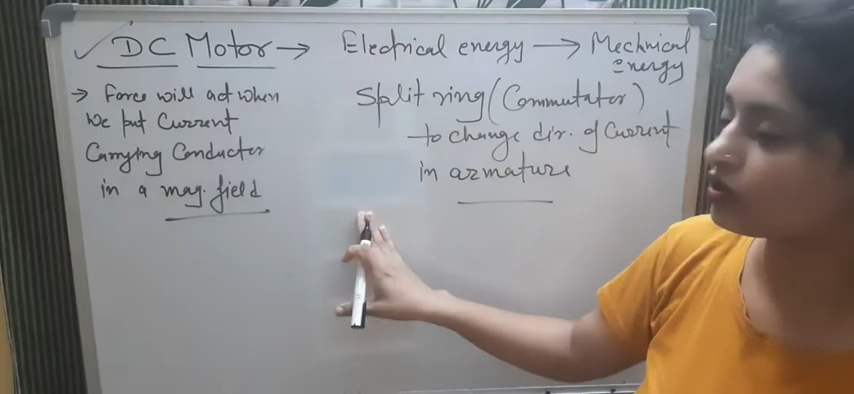 ✓ DC Motor → Electrical energy → Mechnical energy
→ Force will act when
We put Current
Carrying Conductor
in a mag. field
Split ring (Commutator)
to change dir. of Current
in armature